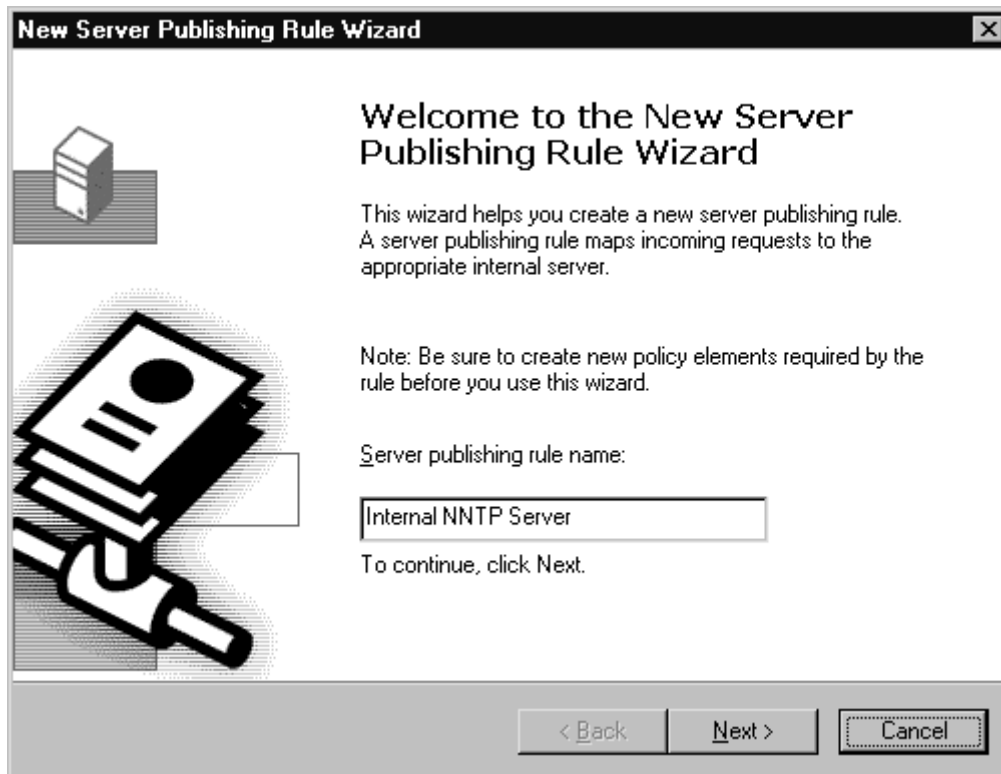 New Server Publishing Rule Wizard
Welcome to the New Server
Publishing Rule Wizard
This wizard helps you create a new server publishing rule.
A server publishing rule maps incoming requests to the
appropriate internal server.
Note: Be sure to create new policy elements required by the
rule before you use this wizard.
Server publishing rule name:
Internal NNTP Server
To continue, click Next.
< Back Next > Cancel